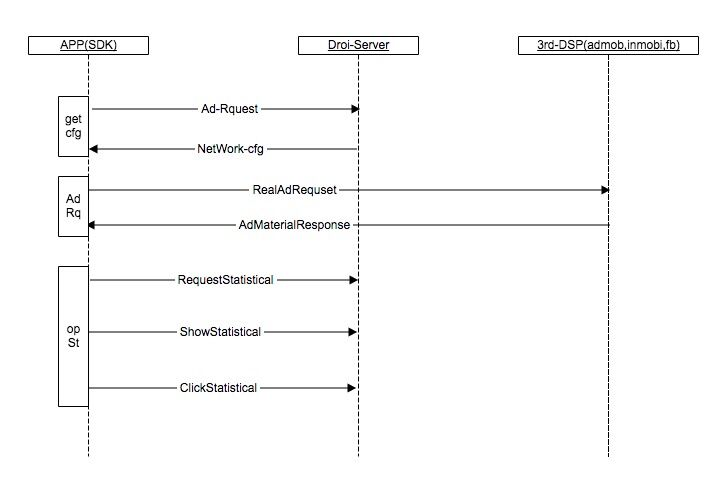 APP(SDK)
Droi-Server
3rd-DSP(admob,inmobi,fb)
get
cfg
Ad-Rquest
NetWork-cfg
Ad
Rq
RealAdRequset
AdMaterialResponse
op
St
RequestStatistical
ShowStatistical
ClickStatistical